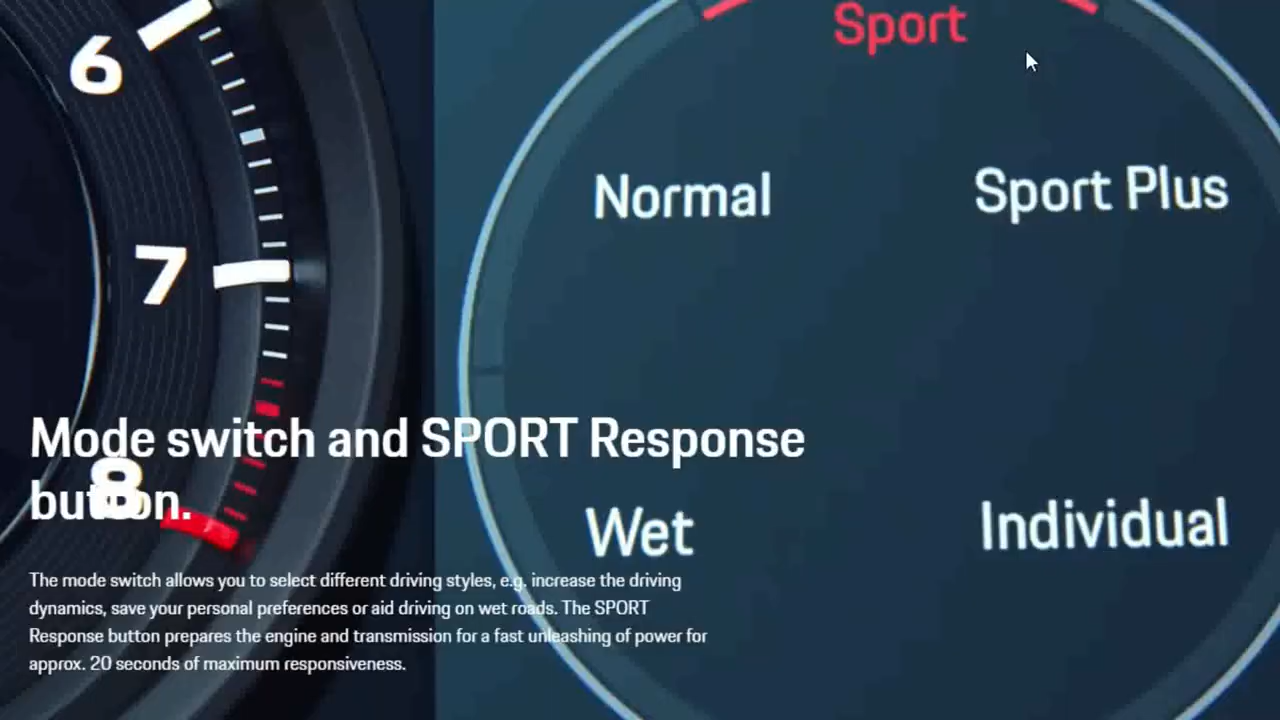 6
7
8
Sport
Normal
Sport Plus
Wet
Individual
Mode switch and SPORT Response
button.
The mode switch allows you to select different driving styles, e.g. increase the driving
dynamics, save your personal preferences or aid driving on wet roads. The SPORT
Response button prepares the engine and transmission for a fast unleashing of power for
approx. 20 seconds of maximum responsiveness.